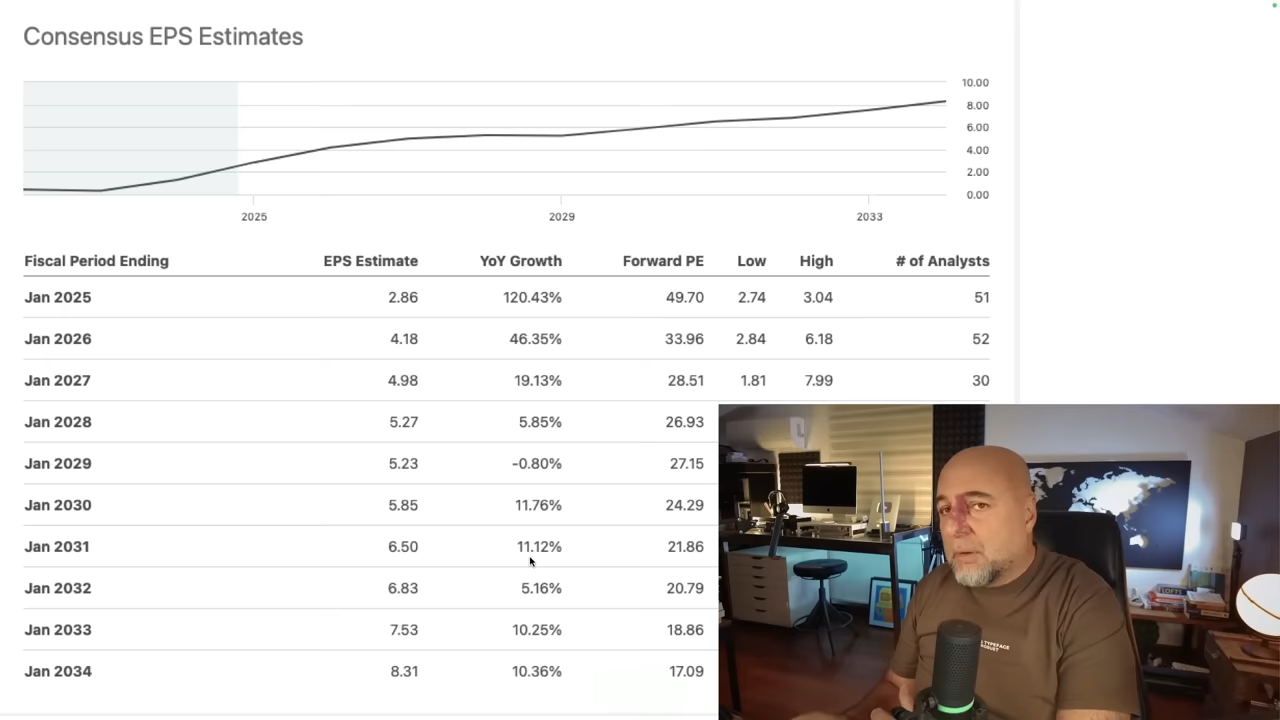 Consensus EPS Estimates
10.00
8.00
6.00
4.00
2.00
0.00
2025 2029 2033
Fiscal Period Ending EPS Estimate YoY Growth Forward PE Low High # of Analysts
Jan 2025 2.86 120.43% 49.70 2.74 3.04 51
Jan 2026 4.18 46.35% 33.96 2.84 6.18 52
Jan 2027 4.98 19.13% 28.51 1.81 7.99 30
Jan 2028 5.27 5.85% 26.93
Jan 2029 5.23 -0.80% 27.15
Jan 2030 5.85 11.76% 24.29
Jan 2031 6.50 11.12% 21.86
Jan 2032 6.83 5.16% 20.79
Jan 2033 7.53 10.25% 18.86
Jan 2034 8.31 10.36% 17.09
TYPEFACE